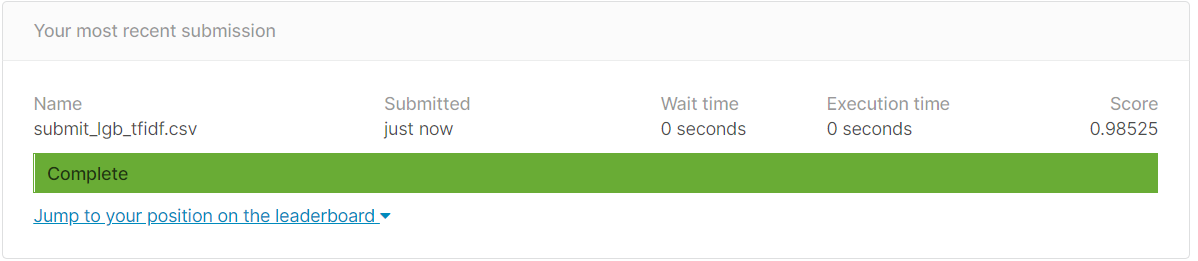 Your most recent submission
Name Submitted Wait time Execution time Score
submit_lgb_tfidf.csv just now 0 seconds 0 seconds 0.98525
Complete
Jump to your position on the leaderboard